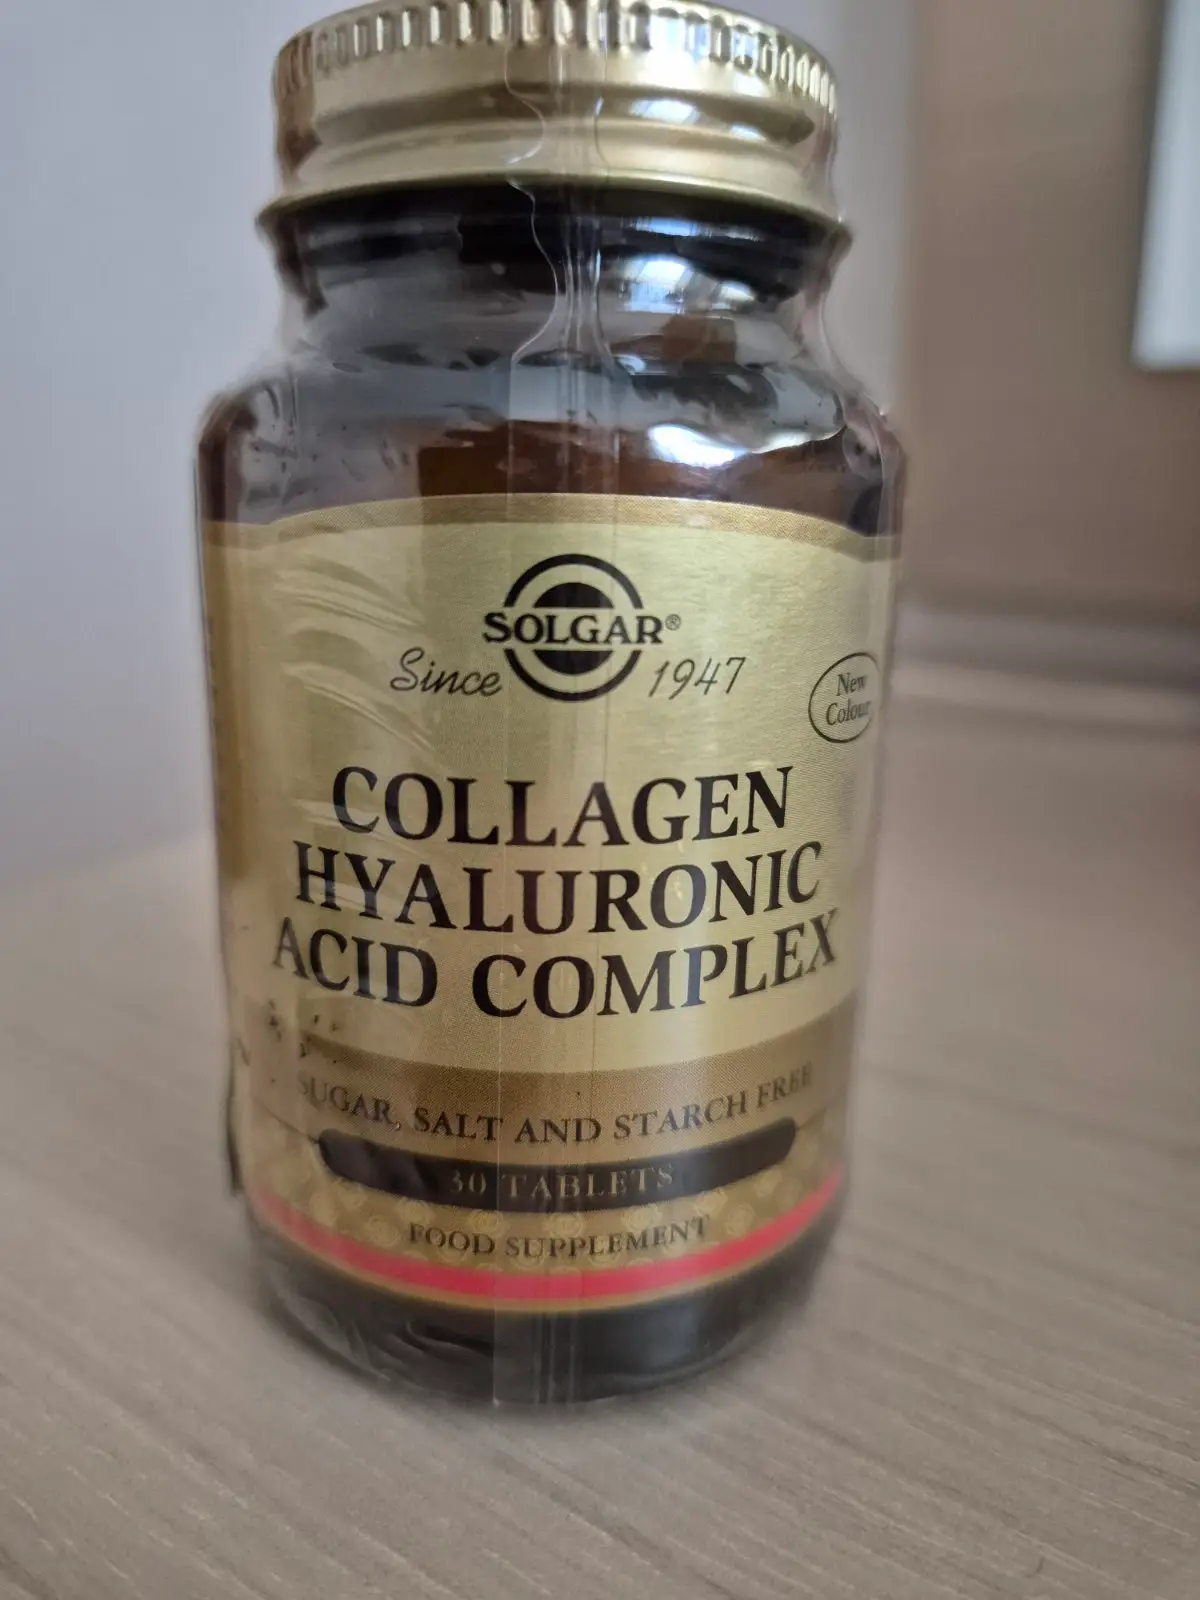 SOLGAR®
Since 1947
New
Colour
COLLAGEN
HYALURONIC
ACID COMPLEX
SUGAR, SALT AND STARCH FREE
30 TABLETS
FOOD SUPPLEMENT